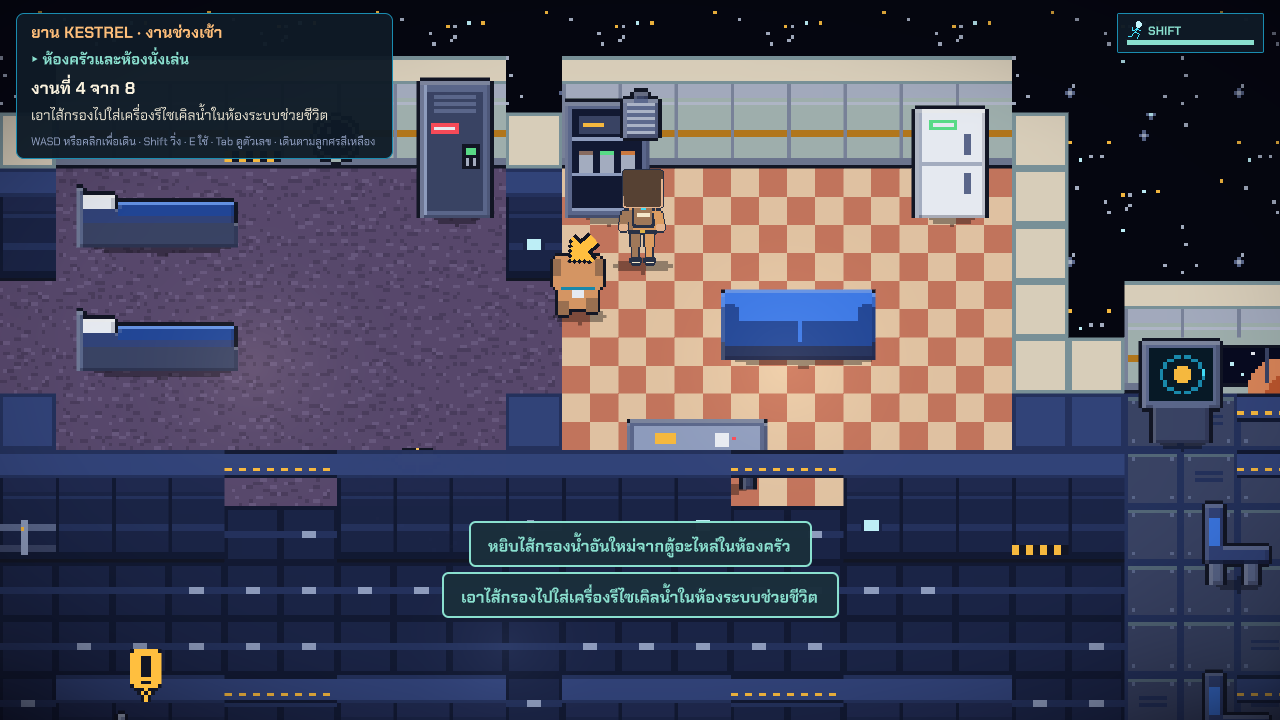 ยาน KESTREL · งานช่วงเช้า
▸ ห้องครัวและห้องนั่งเล่น
งานที่ 4 จาก 8
เอาไส้กรองไปใส่เครื่องรีไซเคิลน้ำในห้องระบบช่วยชีวิต
WASD หรือคลิกเพื่อเดิน · Shift วิ่ง · E ใช้ · Tab ดูตัวเลข · เดินตามลูกศรสีเหลือง
SHIFT
หยิบไส้กรองน้ำอันใหม่จากตู้อะไหล่ในห้องครัว
เอาไส้กรองไปใส่เครื่องรีไซเคิลน้ำในห้องระบบช่วยชีวิต